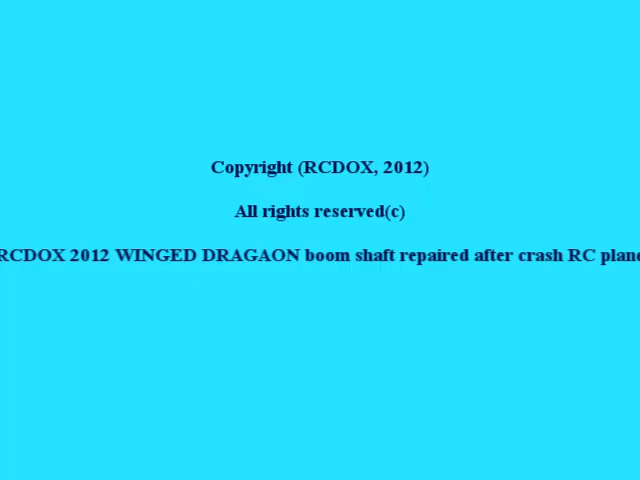 Copyright (RCDOX, 2012)
All rights reserved(c)
RCDOX 2012 WINGED DRAGAON boom shaft repaired after crash RC plane